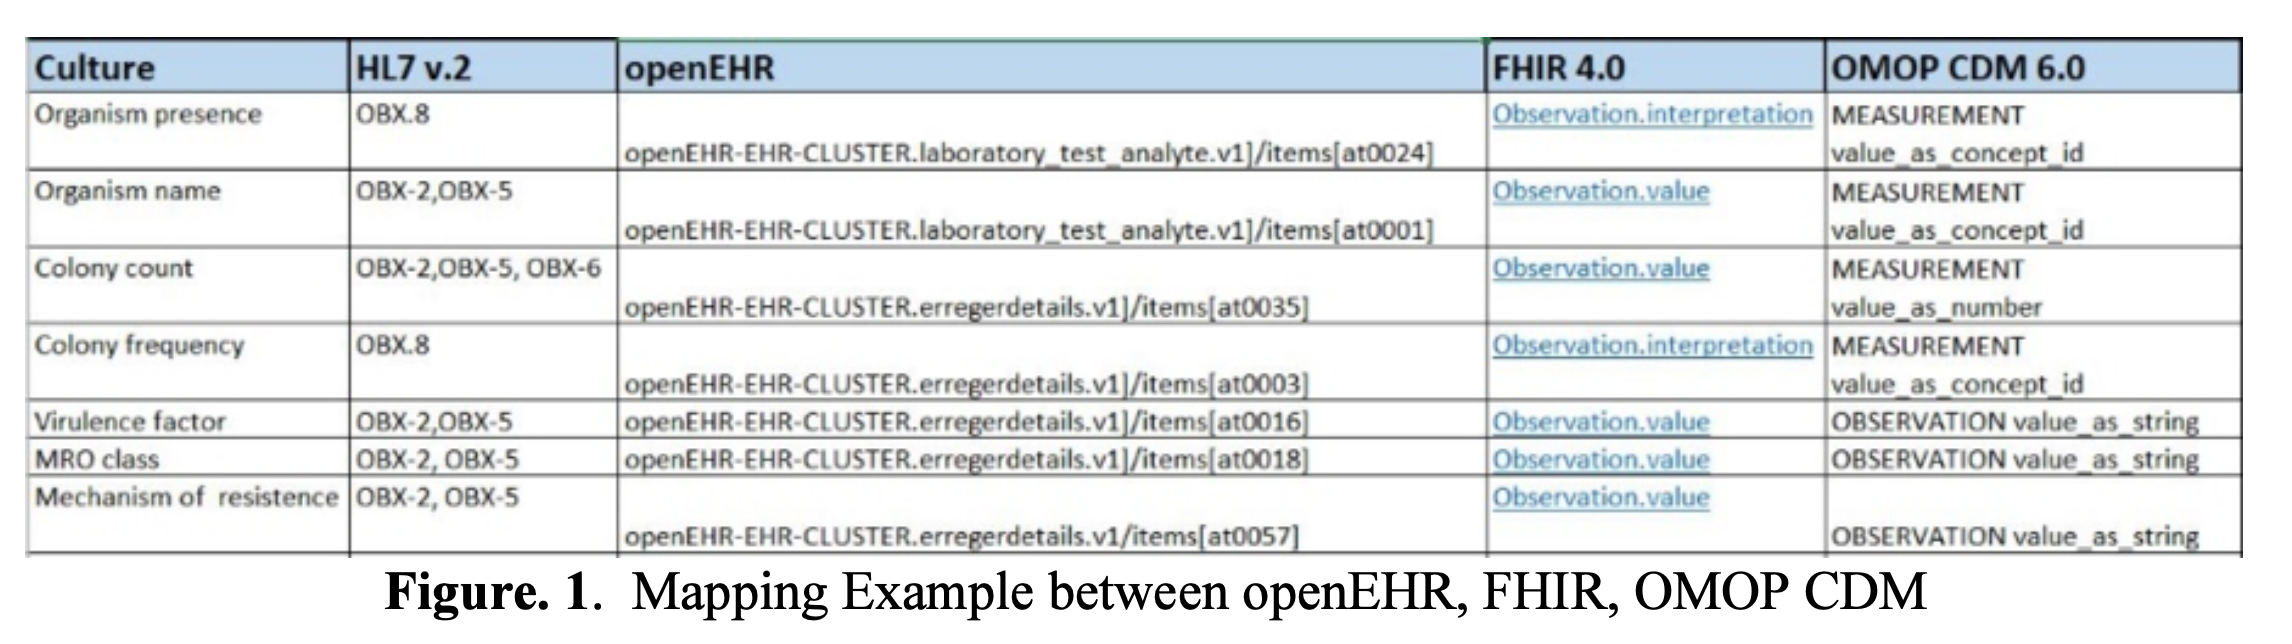 Culture HL7 v.2 openEHR FHIR 4.0 OMOP CDM 6.0
Organism presence OBX.8 Observation.interpretation MEASUREMENT
openEHR-EHR-CLUSTER.laboratory_test_analyte.v1]/items[at0024] value_as_concept_id
Organism name OBX-2,OBX-5 Observation.value MEASUREMENT
openEHR-EHR-CLUSTER.laboratory_test_analyte.v1]/items[at0001] value_as_concept_id
Colony count OBX-2,OBX-5, OBX-6 Observation.value MEASUREMENT
openEHR-EHR-CLUSTER.erregerdetails.v1]/items[at0035] value_as_number
Colony frequency OBX.8 Observation.interpretation MEASUREMENT
openEHR-EHR-CLUSTER.erregerdetails.v1]/items[at0003] value_as_concept_id
Virulence factor OBX-2,OBX-5 openEHR-EHR-CLUSTER.erregerdetails.v1]/items[at0016] Observation.value OBSERVATION value_as_string
MRO class OBX-2, OBX-5 openEHR-EHR-CLUSTER.erregerdetails.v1]/items[at0018] Observation.value OBSERVATION value_as_string
Mechanism of resistence OBX-2, OBX-5 Observation.value
openEHR-EHR-CLUSTER.erregerdetails.v1/items[at0057] OBSERVATION value_as_string
Figure. 1. Mapping Example between openEHR, FHIR, OMOP CDM